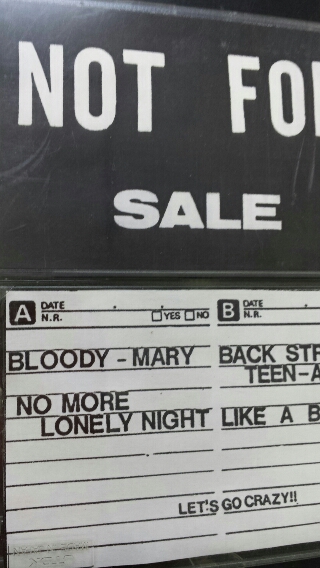 NOT FO
SALE
A DATE
N.R. YES NO
BLOODY - MARY
NO MORE
LONELY NIGHT
B DATE
N.R.
BACK STR
TEEN-A
LIKE A B
LET'S GO CRAZY!!